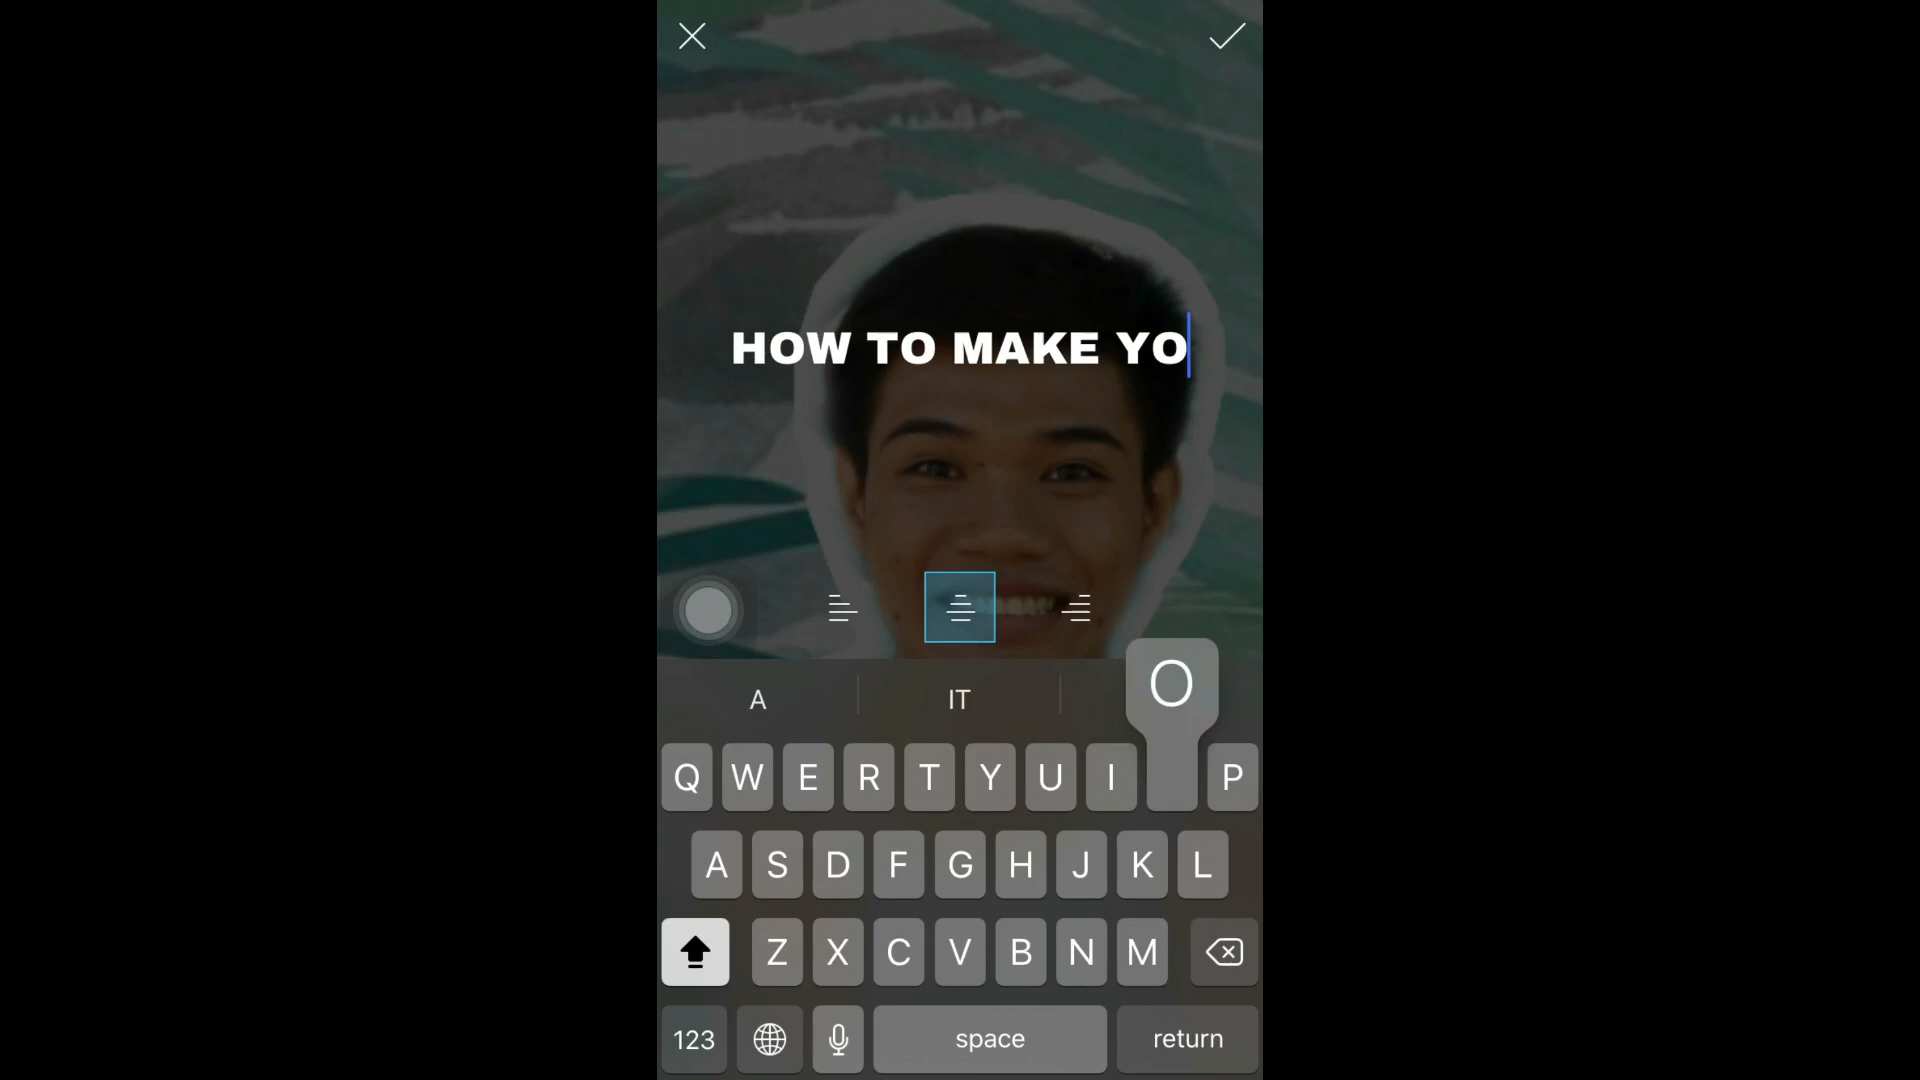 HOW TO MAKE YO
A IT
O
Q W E R T Y U I P
A S D F G H J K L
Z X C V B N M
123 space return